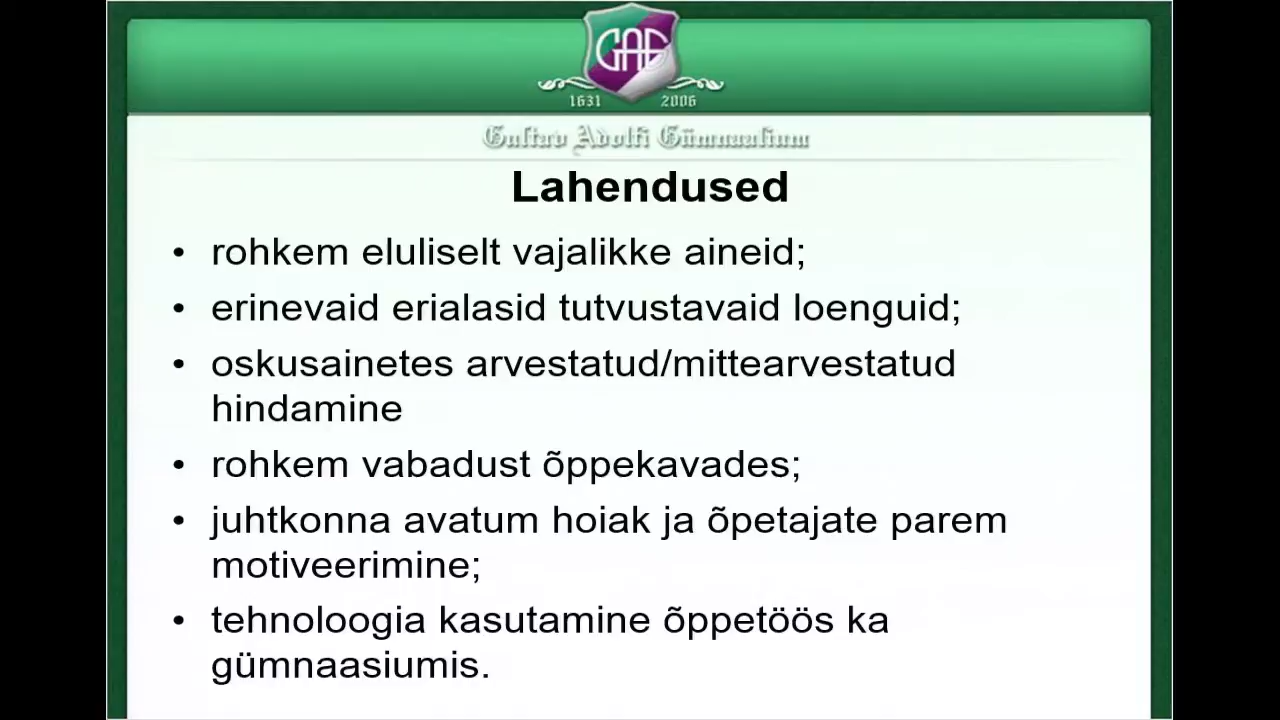 GAG
1631 2006
Gustav Adolfi Gümnaasium
Lahendused
• rohkem eluliselt vajalikke aineid;
• erinevaid erialasid tutvustavaid loenguid;
• oskusainetes arvestatud/mittearvestatud
hindamine
• rohkem vabadust õppekavades;
• juhtkonna avatum hoiak ja õpetajate parem
motiveerimine;
• tehnoloogia kasutamine õppetöös ka
gümnaasiumis.